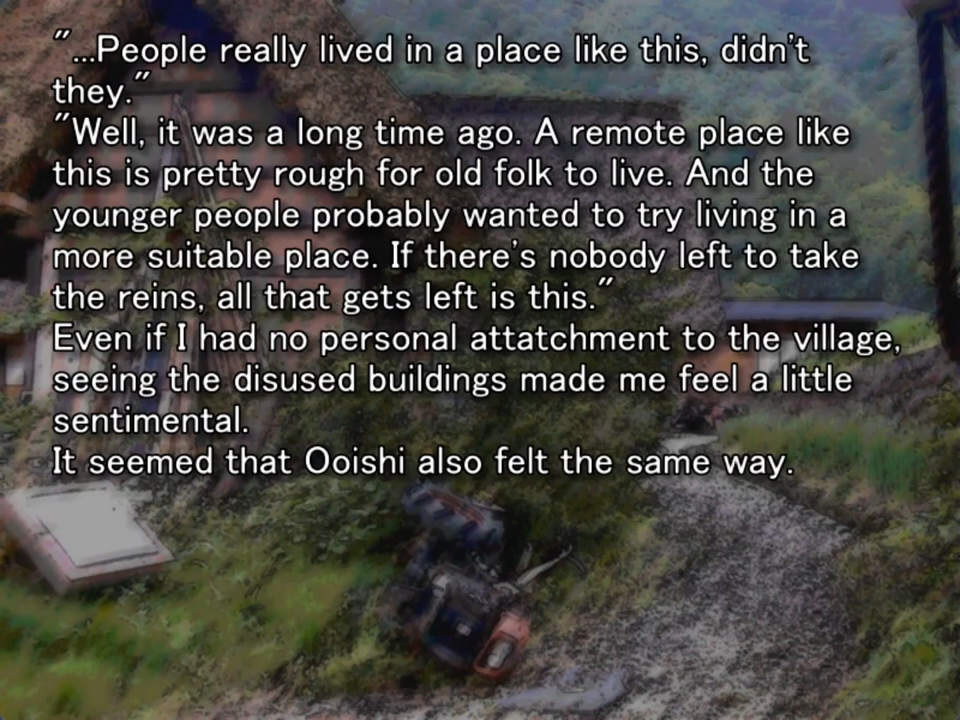 "...People really lived in a place like this, didn't
they."
"Well, it was a long time ago. A remote place like
this is pretty rough for old folk to live. And the
younger people probably wanted to try living in a
more suitable place. If there's nobody left to take
the reins, all that gets left is this."
Even if I had no personal attatchment to the village,
seeing the disused buildings made me feel a little
sentimental.
It seemed that Ooishi also felt the same way.